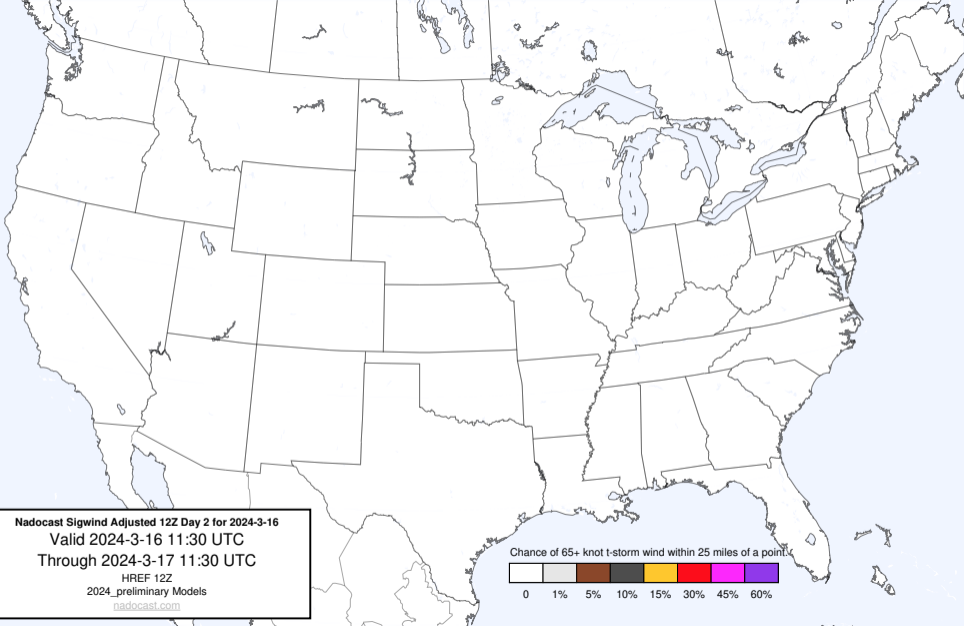 Nadocast Sigwind Adjusted 12Z Day 2 for 2024-3-16
Valid 2024-3-16 11:30 UTC
Through 2024-3-17 11:30 UTC
HREF 12Z
2024_preliminary Models
nadocast.com
Chance of 65+ knot t-storm wind within 25 miles of a point.
0 1% 5% 10% 15% 30% 45% 60%